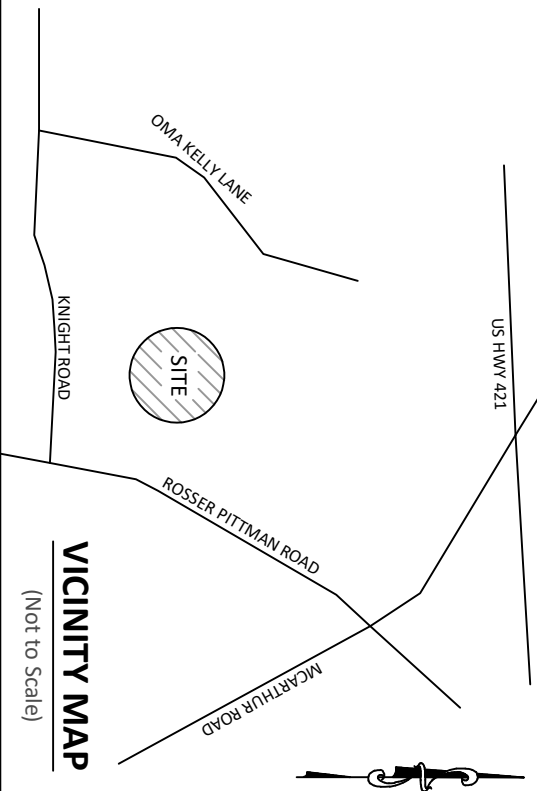 US HWY 421
OMA KELLY LANE
SITE
KNIGHT ROAD
ROSSER PITTMAN ROAD
MCARTHUR ROAD
VICINITY MAP
(Not to Scale)